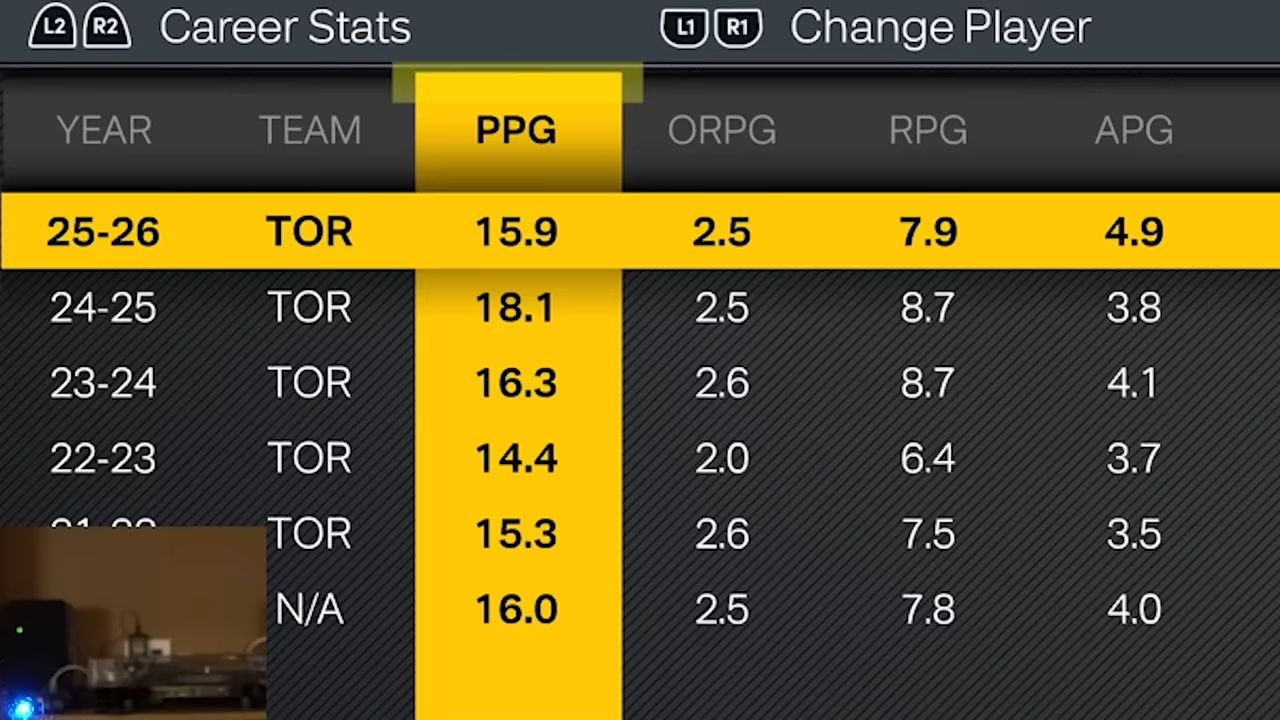 L2 R2 Career Stats L1 R1 Change Player
YEAR TEAM PPG ORPG RPG APG
25-26 TOR 15.9 2.5 7.9 4.9
24-25 TOR 18.1 2.5 8.7 3.8
23-24 TOR 16.3 2.6 8.7 4.1
22-23 TOR 14.4 2.0 6.4 3.7
TOR 15.3 2.6 7.5 3.5
N/A 16.0 2.5 7.8 4.0